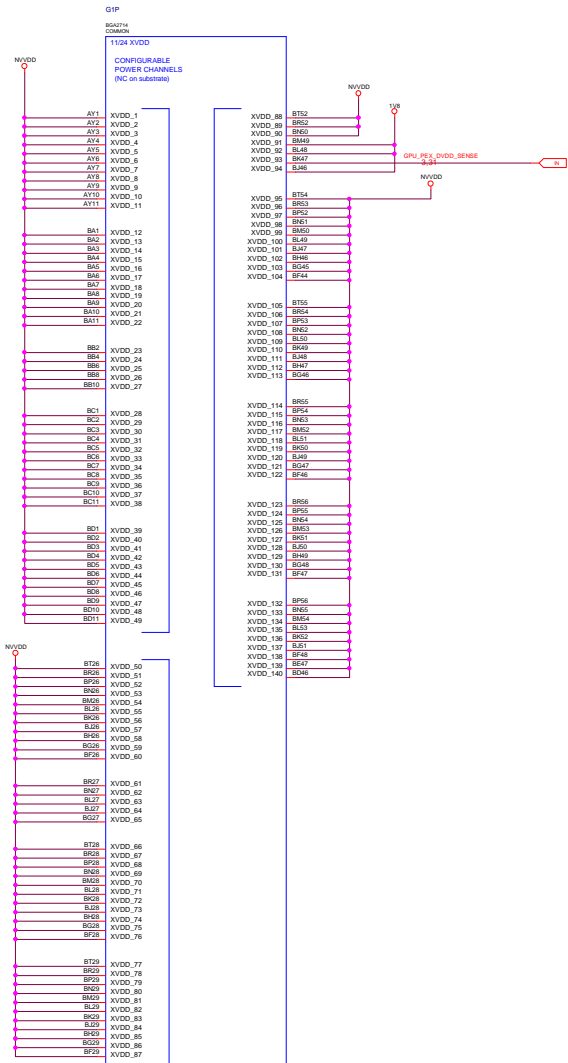 G1P
BGA2714
COMMON
11/24 XVDD
CONFIGURABLE
POWER CHANNELS
(NC on substrate)
NVVDD
AY1 XVDD_1
AY2 XVDD_2
AY3 XVDD_3
AY4 XVDD_4
AY5 XVDD_5
AY6 XVDD_6
AY7 XVDD_7
AY8 XVDD_8
AY9 XVDD_9
AY10 XVDD_10
AY11 XVDD_11
BA1 XVDD_12
BA2 XVDD_13
BA3 XVDD_14
BA4 XVDD_15
BA5 XVDD_16
BA6 XVDD_17
BA7 XVDD_18
BA8 XVDD_19
BA9 XVDD_20
BA10 XVDD_21
BA11 XVDD_22
BB2 XVDD_23
BB4 XVDD_24
BB6 XVDD_25
BB8 XVDD_26
BB10 XVDD_27
BC1 XVDD_28
BC2 XVDD_29
BC3 XVDD_30
BC4 XVDD_31
BC5 XVDD_32
BC6 XVDD_33
BC7 XVDD_34
BC8 XVDD_35
BC9 XVDD_36
BC10 XVDD_37
BC11 XVDD_38
BD1 XVDD_39
BD2 XVDD_40
BD3 XVDD_41
BD4 XVDD_42
BD5 XVDD_43
BD6 XVDD_44
BD7 XVDD_45
BD8 XVDD_46
BD9 XVDD_47
BD10 XVDD_48
BD11 XVDD_49
NVVDD
BT26 XVDD_50
BR26 XVDD_51
BP26 XVDD_52
BN26 XVDD_53
BM26 XVDD_54
BL26 XVDD_55
BK26 XVDD_56
BJ26 XVDD_57
BH26 XVDD_58
BG26 XVDD_59
BF26 XVDD_60
BR27 XVDD_61
BN27 XVDD_62
BL27 XVDD_63
BJ27 XVDD_64
BG27 XVDD_65
BT28 XVDD_66
BR28 XVDD_67
BP28 XVDD_68
BN28 XVDD_69
BM28 XVDD_70
BL28 XVDD_71
BK28 XVDD_72
BJ28 XVDD_73
BH28 XVDD_74
BG28 XVDD_75
BF28 XVDD_76
BT29 XVDD_77
BR29 XVDD_78
BP29 XVDD_79
BN29 XVDD_80
BM29 XVDD_81
BL29 XVDD_82
BK29 XVDD_83
BJ29 XVDD_84
BH29 XVDD_85
BG29 XVDD_86
BF29 XVDD_87
NVVDD
1V8
XVDD_88 BT52
XVDD_89 BR52
XVDD_90 BN50
XVDD_91 BM49
XVDD_92 BL48
XVDD_93 BK47 GPU_PEX_DVDD_SENSE 3.31 IN
XVDD_94 BJ46
NVVDD
XVDD_95 BT54
XVDD_96 BR53
XVDD_97 BP52
XVDD_98 BN51
XVDD_99 BM50
XVDD_100 BL49
XVDD_101 BJ47
XVDD_102 BH46
XVDD_103 BG45
XVDD_104 BF44
XVDD_105 BT55
XVDD_106 BR54
XVDD_107 BP53
XVDD_108 BN52
XVDD_109 BL50
XVDD_110 BK49
XVDD_111 BJ48
XVDD_112 BH47
XVDD_113 BG46
XVDD_114 BR55
XVDD_115 BP54
XVDD_116 BN53
XVDD_117 BM52
XVDD_118 BL51
XVDD_119 BK50
XVDD_120 BJ49
XVDD_121 BG47
XVDD_122 BF46
XVDD_123 BR56
XVDD_124 BP55
XVDD_125 BN54
XVDD_126 BM53
XVDD_127 BK51
XVDD_128 BJ50
XVDD_129 BH49
XVDD_130 BG48
XVDD_131 BF47
XVDD_132 BP56
XVDD_133 BN55
XVDD_134 BM54
XVDD_135 BL53
XVDD_136 BK52
XVDD_137 BJ51
XVDD_138 BF48
XVDD_139 BE47
XVDD_140 BD46